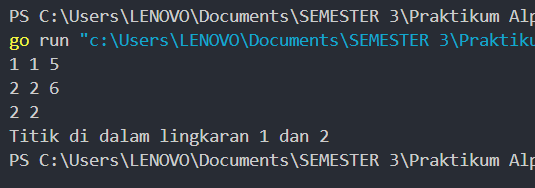 PS C:\Users\LENOVO\Documents\SEMESTER 3\Praktikum Alp
go run "c:\Users\LENOVO\Documents\SEMESTER 3\Praktiku
1 1 5
2 2 6
2 2
Titik di dalam lingkaran 1 dan 2
PS C:\Users\LENOVO\Documents\SEMESTER 3\Praktikum Alp